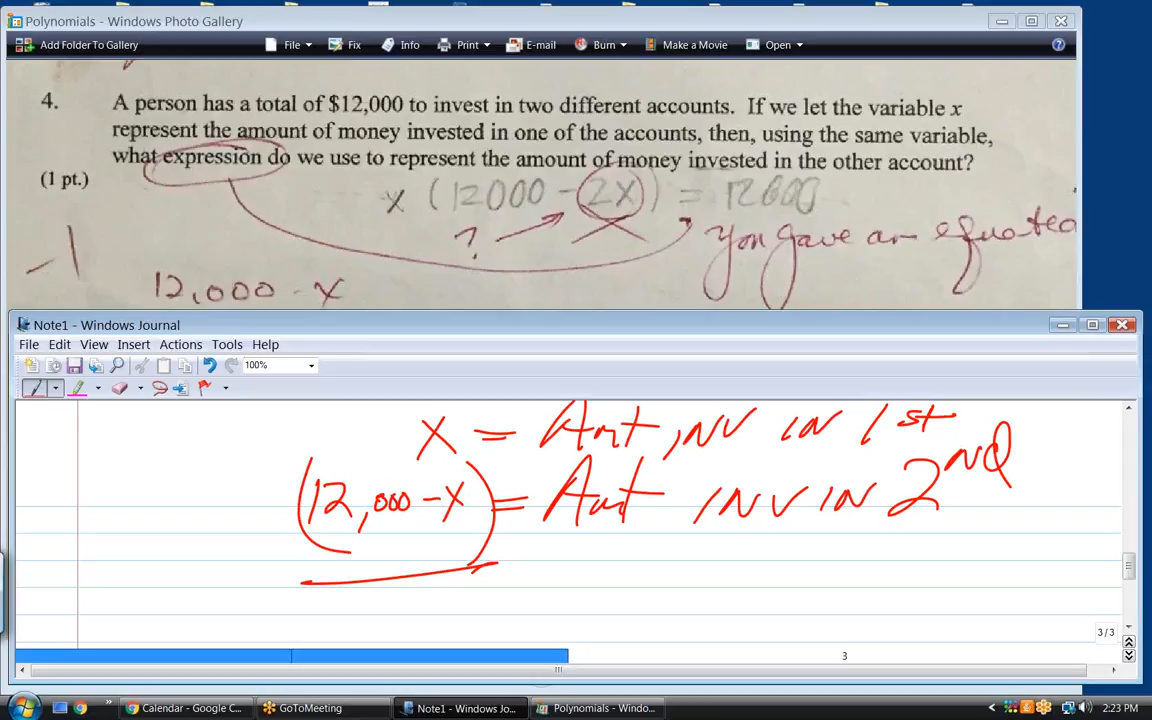 Polynomials - Windows Photo Gallery
Add Folder To Gallery File Fix Info Print E-mail Burn Make a Movie Open
4. A person has a total of $12,000 to invest in two different accounts. If we let the variable x
represent the amount of money invested in one of the accounts, then, using the same variable,
what expression do we use to represent the amount of money invested in the other account?
(1 pt.)
x (12000 - 2x) = 12000
? you gave an
-1
12,000 - x
Note1 - Windows Journal
File Edit View Insert Actions Tools Help
100%
x = Amt INV IN 1st
(12,000 - x) = Amt INV IN 2ND
3/3
3
Calendar - Google C... GoToMeeting Note1 - Windows Jo... Polynomials - Windo... 2:23 PM